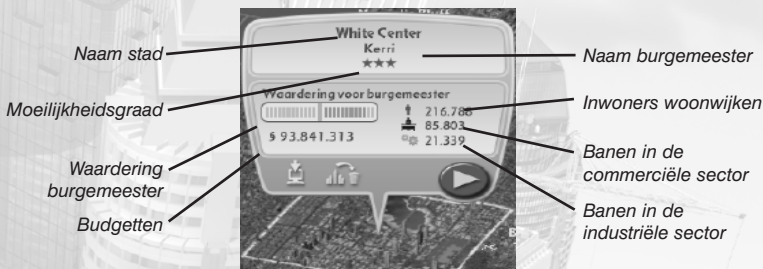 White Center
Kerri
Waardering voor burgemeester
216.788
§ 93.841.313
85.803
21.339
Naam stad
Moeilijkheidsgraad
Waardering
burgemeester
Budgetten
Naam burgemeester
Inwoners woonwijken
Banen in de
commerciële sector
Banen in de
industriële sector